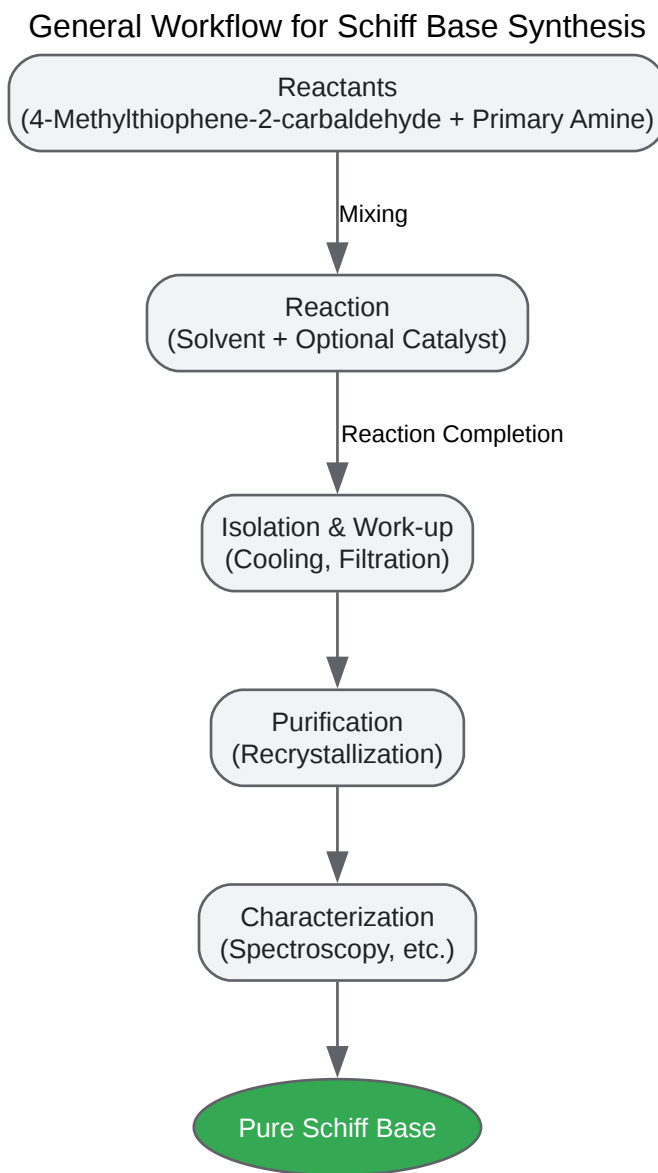 General Workflow for Schiff Base Synthesis
Reactants
(4-Methylthiophene-2-carbaldehyde + Primary Amine)
Mixing
Reaction
(Solvent + Optional Catalyst)
Reaction Completion
Isolation & Work-up
(Cooling, Filtration)
Purification
(Recrystallization)
Characterization
(Spectroscopy, etc.)
Pure Schiff Base